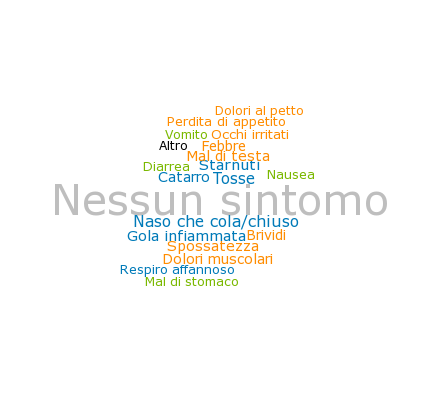 Dolori al petto
Perdita di appetito
Vomito Occhi irritati
Altro Febbre
Mal di testa
Diarrea Starnuti
Catarro Tosse Nausea
Nessun sintomo
Naso che cola/chiuso
Gola infiammata Brividi
Spossatezza
Dolori muscolari
Respiro affannoso
Mal di stomaco